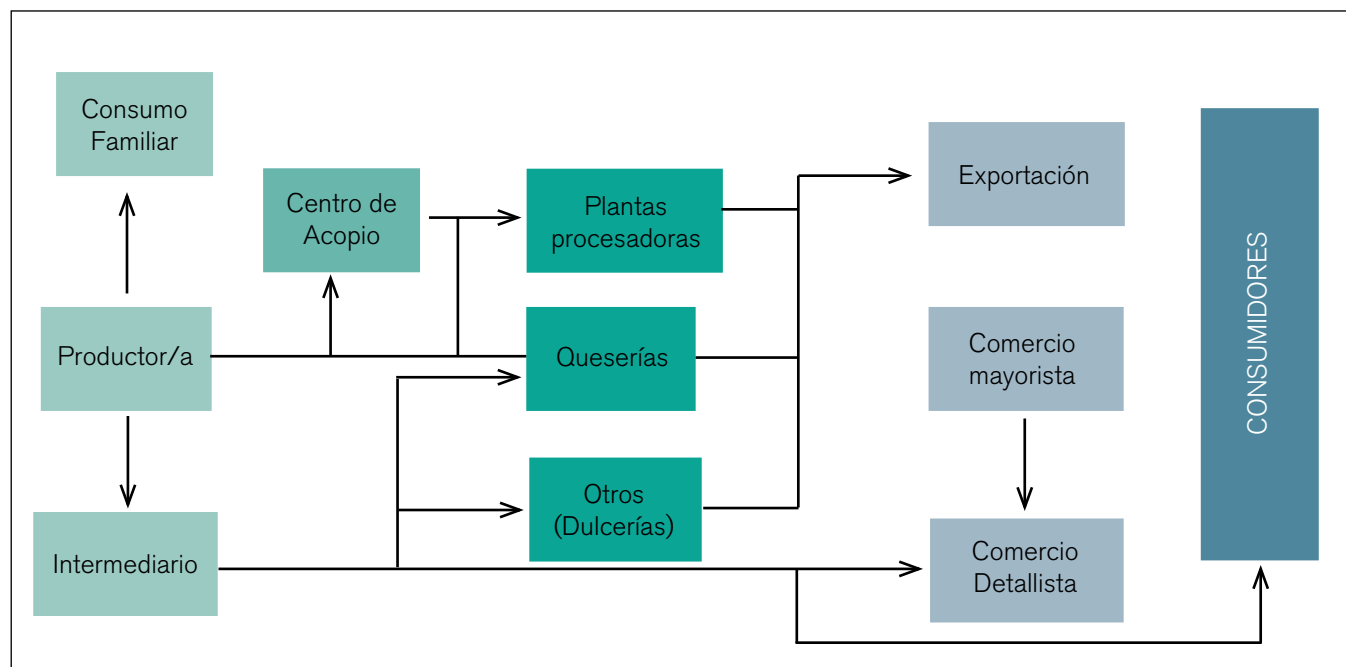 Consumo
Familiar
Centro de
Acopio
Plantas
procesadoras
Exportación
Productor/a
Queserías
Comercio
mayorista
CONSUMIDORES
Intermediario
Otros
(Dulcerías)
Comercio
Detallista